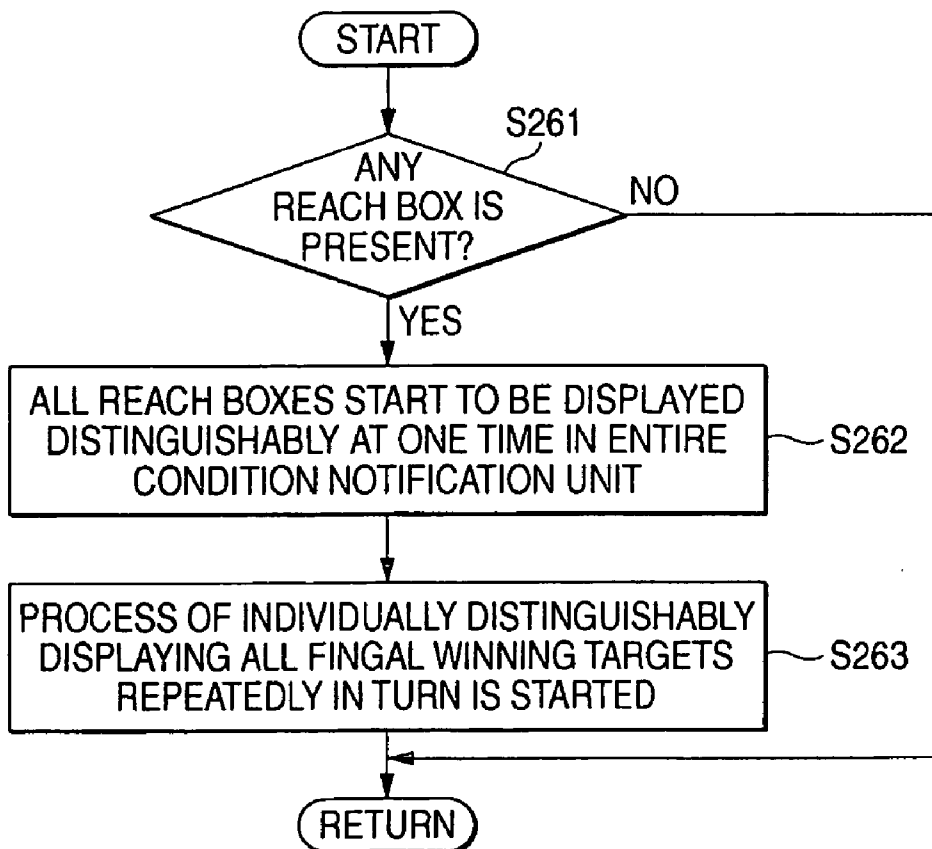 START
S261
ANY
REACH BOX IS
PRESENT?
NO
YES
ALL REACH BOXES START TO BE DISPLAYED
DISTINGUISHABLY AT ONE TIME IN ENTIRE
CONDITION NOTIFICATION UNIT
S262
PROCESS OF INDIVIDUALLY DISTINGUISHABLY
DISPLAYING ALL FINGAL WINNING TARGETS
REPEATEDLY IN TURN IS STARTED
S263
RETURN